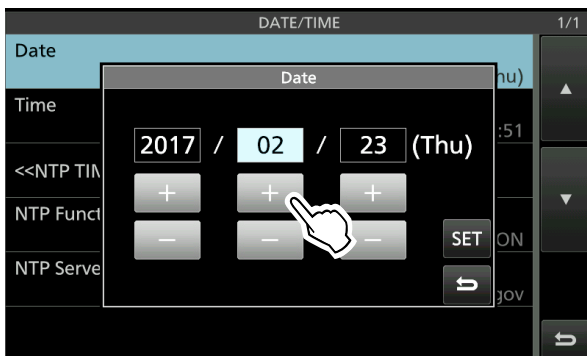 DATE/TIME 1/1
Date
hu)
Date
Time
:51
2017 / 02 / 23 (Thu)
<<NTP TIM
+ + +
NTP Funct
− − − SET ON
NTP Serve
gov